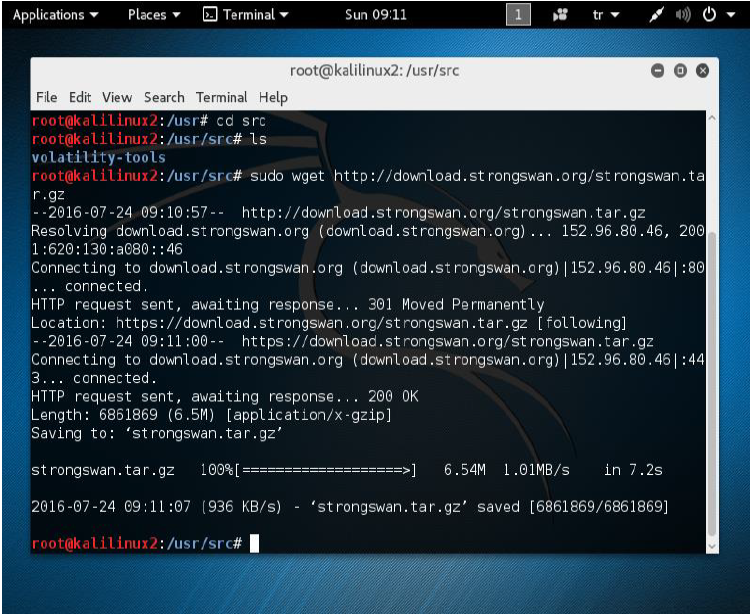 Applications Places Terminal Sun 09:11 1 tr
root@kalilinux2: /usr/src
File Edit View Search Terminal Help
root@kalilinux2:/usr# cd src
root@kalilinux2:/usr/src# ls
volatility-tools
root@kalilinux2:/usr/src# sudo wget http://download.strongswan.org/strongswan.ta
r.gz
--2016-07-24 09:10:57-- http://download.strongswan.org/strongswan.tar.gz
Resolving download.strongswan.org (download.strongswan.org)... 152.96.80.46, 200
1:620:130:a080::46
Connecting to download.strongswan.org (download.strongswan.org)|152.96.80.46|:80
... connected.
HTTP request sent, awaiting response... 301 Moved Permanently
Location: https://download.strongswan.org/strongswan.tar.gz [following]
--2016-07-24 09:11:00-- https://download.strongswan.org/strongswan.tar.gz
Connecting to download.strongswan.org (download.strongswan.org)|152.96.80.46|:44
3... connected.
HTTP request sent, awaiting response... 200 OK
Length: 6861869 (6.5M) [application/x-gzip]
Saving to: ‘strongswan.tar.gz’
strongswan.tar.gz 100%[===================>] 6.54M 1.01MB/s in 7.2s
2016-07-24 09:11:07 (936 KB/s) - ‘strongswan.tar.gz’ saved [6861869/6861869]
root@kalilinux2:/usr/src#